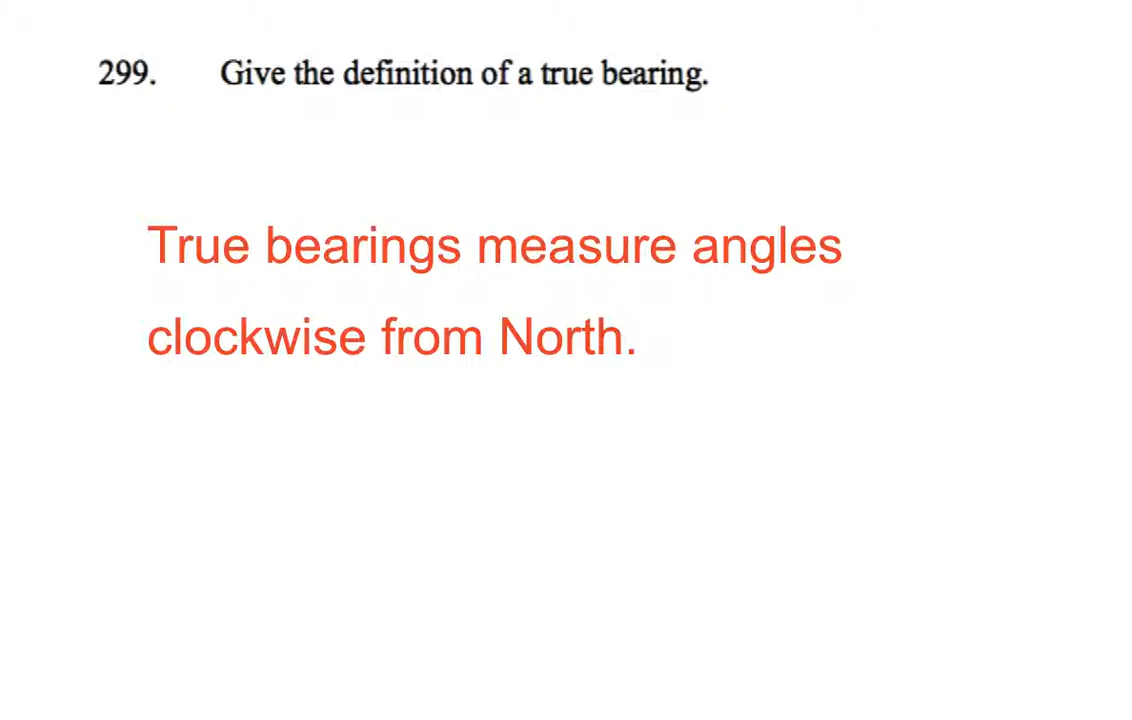 299. Give the definition of a true bearing.
True bearings measure angles
clockwise from North.